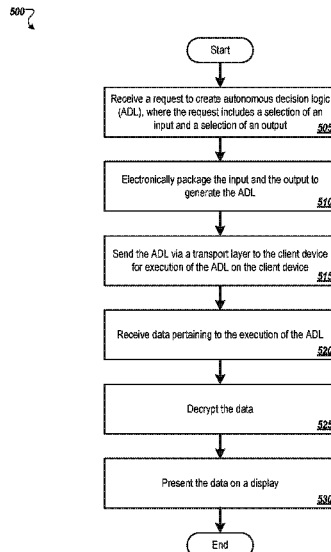 500
Start
Receive a request to create autonomous decision logic
(ADL), where the request includes a selection of an
input and a selection of an output
505
Electronically package the input and the output to
generate the ADL
510
Send the ADL via a transport layer to the client device
for execution of the ADL on the client device
515
Receive data pertaining to the execution of the ADL
520
Decrypt the data
525
Present the data on a display
530
End